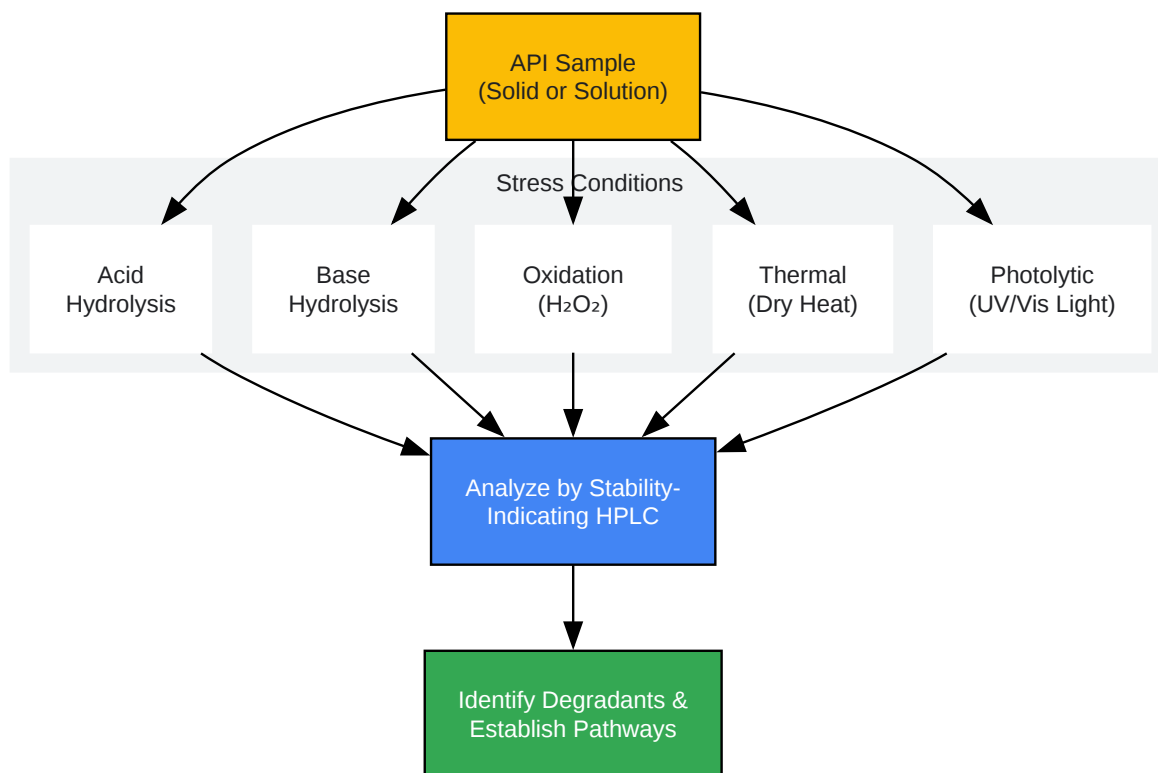 API Sample
(Solid or Solution)
Stress Conditions
Acid
Hydrolysis
Base
Hydrolysis
Oxidation
(H₂O₂)
Thermal
(Dry Heat)
Photolytic
(UV/Vis Light)
Analyze by Stability-
Indicating HPLC
Identify Degradants &
Establish Pathways